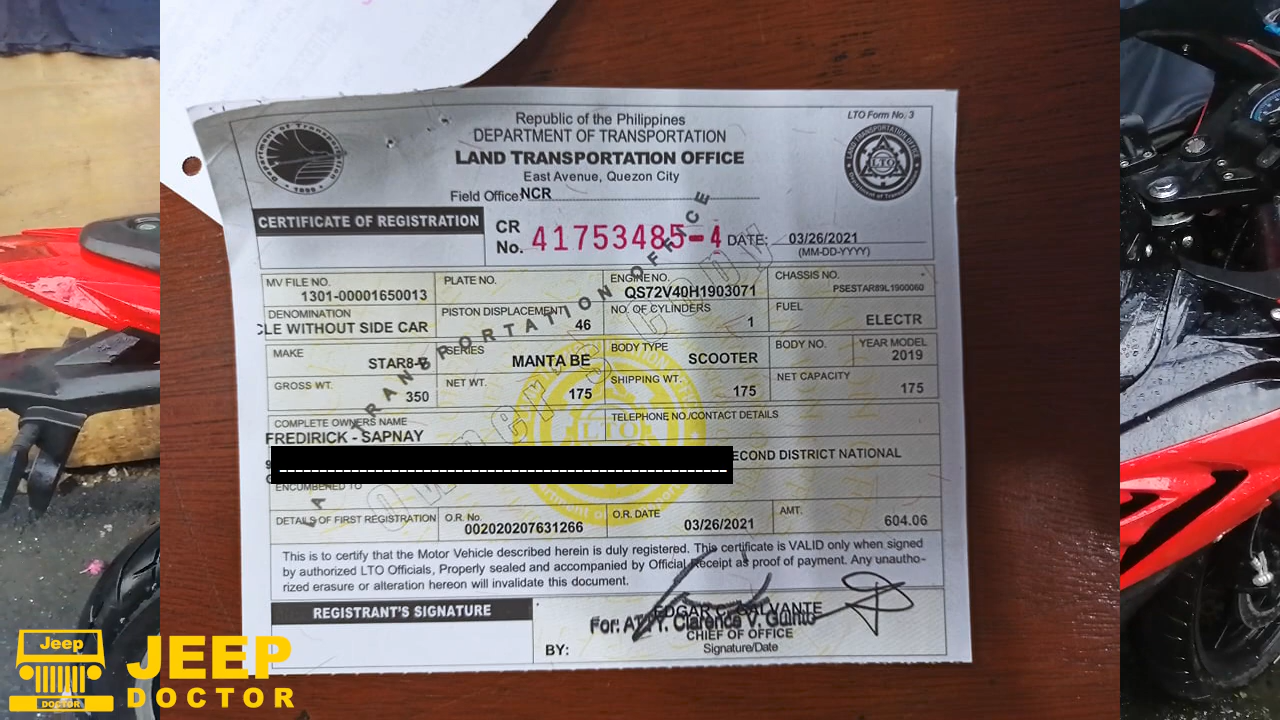 LTO Form No. 3
Republic of the Philippines
DEPARTMENT OF TRANSPORTATION
LAND TRANSPORTATION OFFICE
East Avenue, Quezon City
Field Office: NCR
CERTIFICATE OF REGISTRATION
CR No. 41753485-4 DATE: 03/26/2021
(MM-DD-YYYY)
MV FILE NO. PLATE NO. ENGINE NO. CHASSIS NO.
1301-00001650013 QS72V40H1903071 PSESTAR89L1900060
DENOMINATION PISTON DISPLACEMENT NO. OF CYLINDERS FUEL
CLE WITHOUT SIDE CAR 46 1 ELECTR
MAKE SERIES BODY TYPE BODY NO. YEAR MODEL
STAR8- MANTA BE SCOOTER 2019
GROSS WT. NET WT. SHIPPING WT. NET CAPACITY
350 175 175 175
COMPLETE OWNERS NAME TELEPHONE NO./CONTACT DETAILS
FREDIRICK - SAPNAY
ECOND DISTRICT NATIONAL
ENCUMBERED TO
DETAILS OF FIRST REGISTRATION O.R. No. O.R. DATE AMT.
002020207631266 03/26/2021 604.06
This is to certify that the Motor Vehicle described herein is duly registered. This certificate is VALID only when signed
by authorized LTO Officials, Properly sealed and accompanied by Official Receipt as proof of payment. Any unautho-
rized erasure or alteration hereon will invalidate this document.
REGISTRANT'S SIGNATURE
EDGAR C. GALVANTE
For: ATTY. Clarence V. Guinto
CHIEF OF OFFICE
BY: Signature/Date
LAND TRANSPORTATION OFFICE
Owner's Copy
LTO
Jeep
DOCTOR
JEEP
DOCTOR